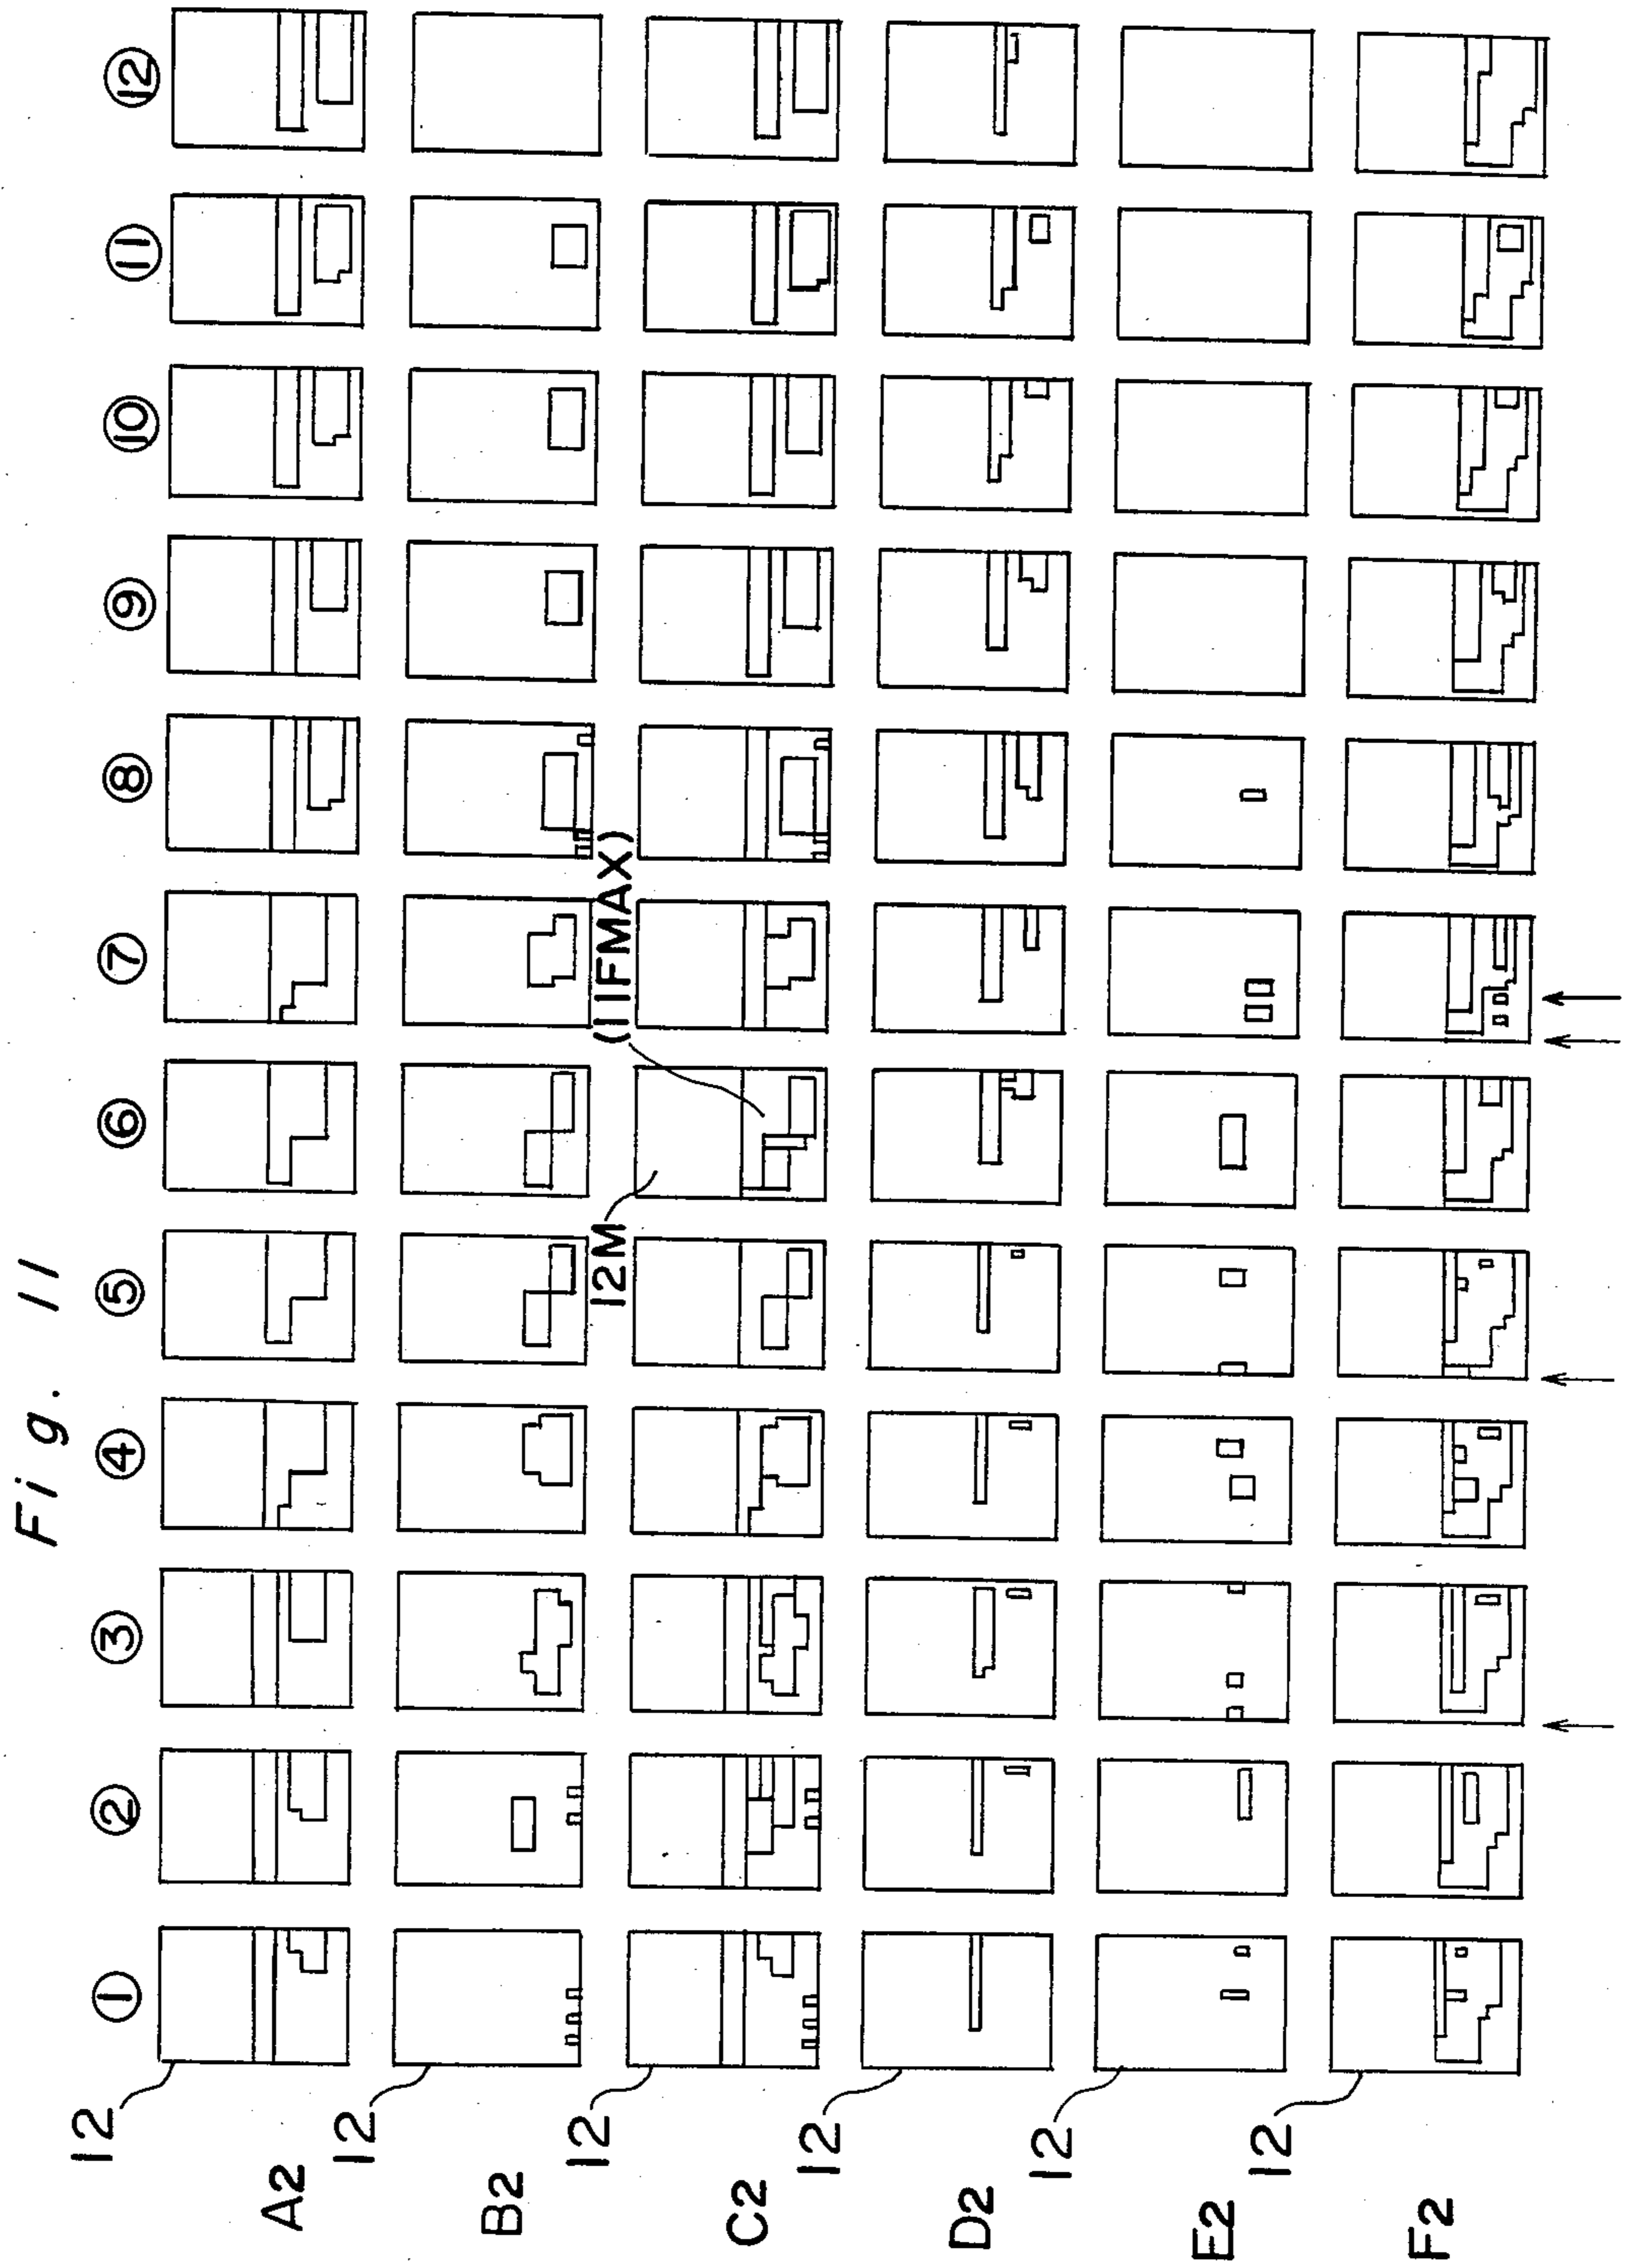 Fig. 11
① ② ③ ④ ⑤ ⑥ ⑦ ⑧ ⑨ ⑩ ⑪ ⑫
12
A2
12
B2
12M
(11FMAX)
12
C2
12
D2
12
E2
12
F2